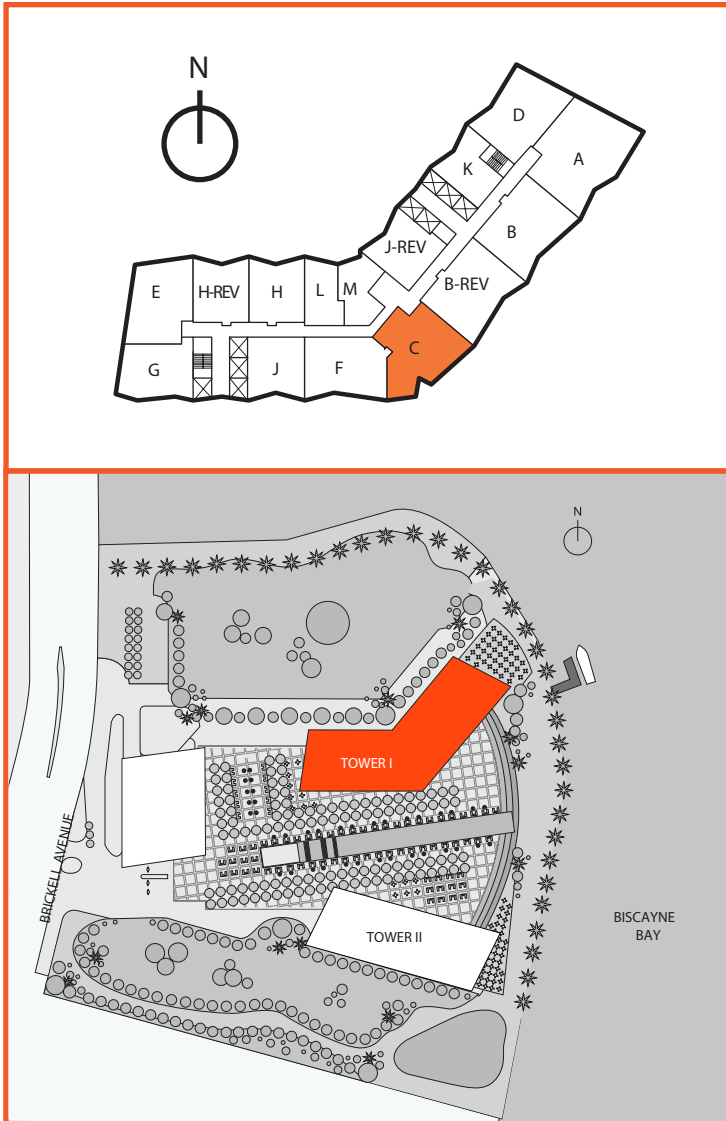 N
D
A
K
B
J-REV
B-REV
E
H-REV
H
L
M
C
G
J
F
N
TOWER I
BRICKELL AVENUE
TOWER II
BISCAYNE
BAY